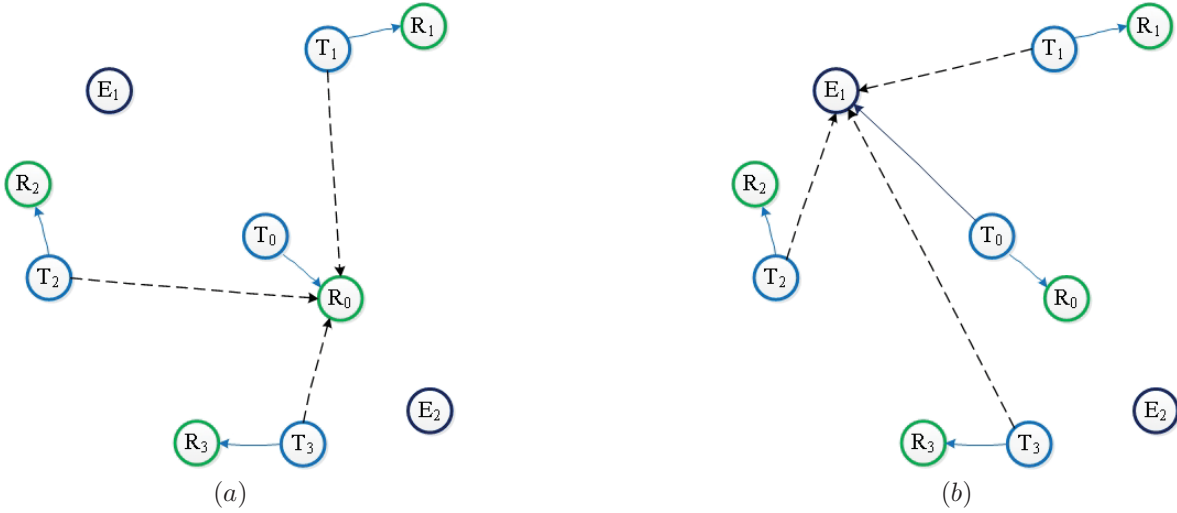 R₁
T₁
E₁
R₂
T₀
T₂
R₀
E₂
R₃
T₃
(a)
R₁
T₁
E₁
R₂
T₀
T₂
R₀
E₂
R₃
T₃
(b)